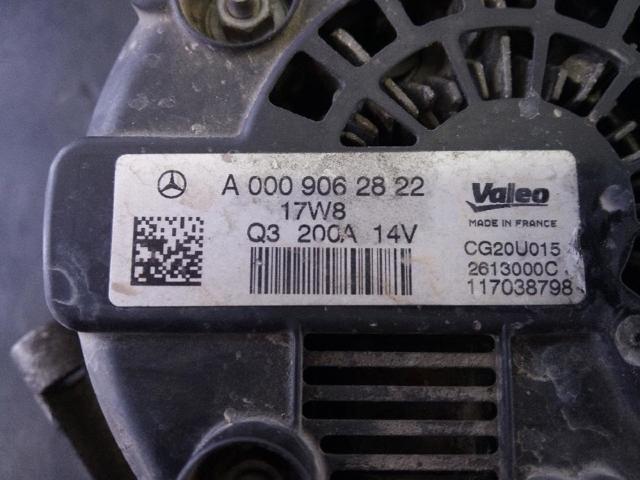 A 000 906 28 22
17W8
Q3 200A 14V
Valeo
MADE IN FRANCE
CG20U015
2613000C
117038798